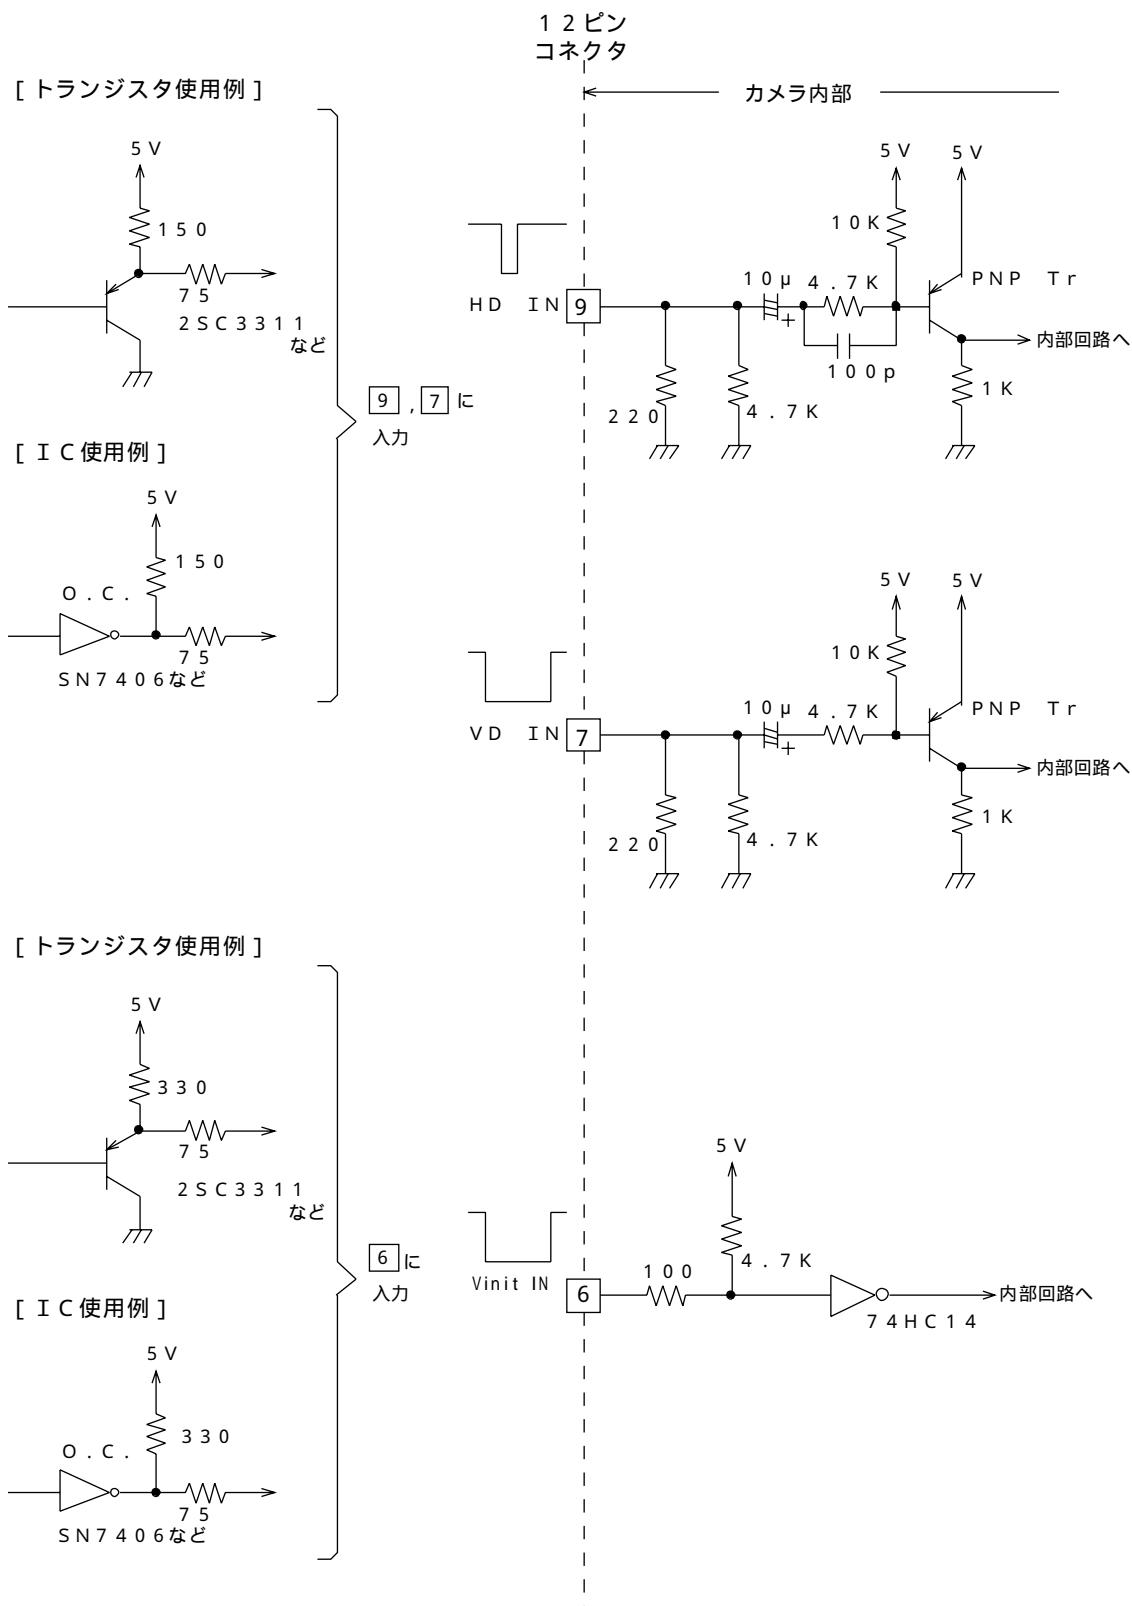 １２ピン
コネクタ
[ トランジスタ使用例 ]
カメラ内部
５Ｖ
１５０
７５
２ＳＣ３３１１
など
[ ＩＣ使用例 ]
５Ｖ
１５０
Ｏ．Ｃ．
７５
ＳＮ７４０６など
９ , ７ に
入力
ＨＤ ＩＮ ９
２２０
４．７Ｋ
１０μ
+
４．７Ｋ
１００ｐ
１０Ｋ
５Ｖ ５Ｖ
ＰＮＰ Ｔｒ
内部回路へ
１Ｋ
ＶＤ ＩＮ ７
２２０
４．７Ｋ
１０μ
+
４．７Ｋ
１０Ｋ
５Ｖ ５Ｖ
ＰＮＰ Ｔｒ
内部回路へ
１Ｋ
[ トランジスタ使用例 ]
５Ｖ
３３０
７５
２ＳＣ３３１１
など
[ ＩＣ使用例 ]
５Ｖ
３３０
Ｏ．Ｃ．
７５
ＳＮ７４０６など
６ に
入力
Vinit IN ６
１００
５Ｖ
４．７Ｋ
７４ＨＣ１４
内部回路へ